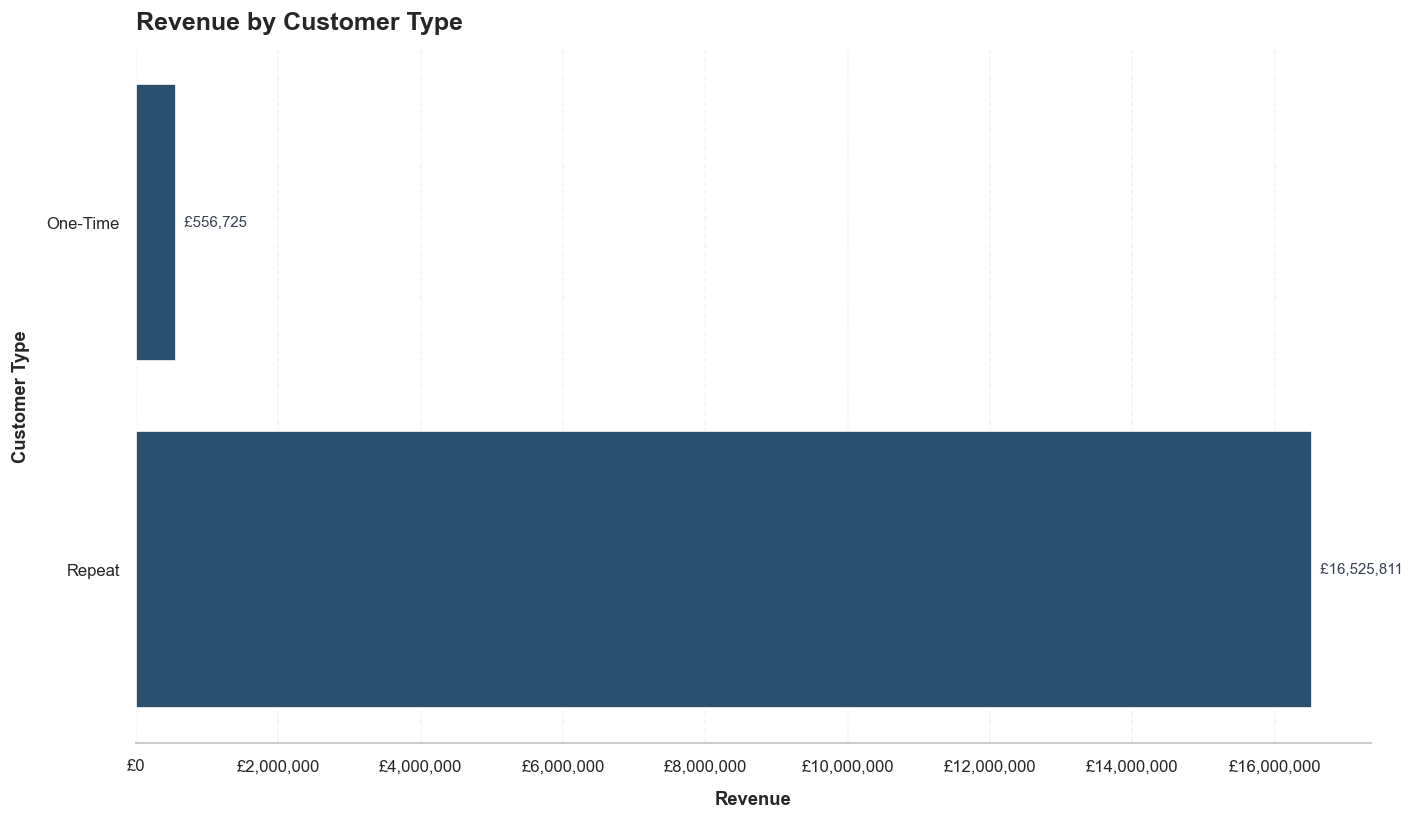 Revenue by Customer Type
One-Time
£556,725
Customer Type
Repeat
£16,525,811
£0 £2,000,000 £4,000,000 £6,000,000 £8,000,000 £10,000,000 £12,000,000 £14,000,000 £16,000,000
Revenue